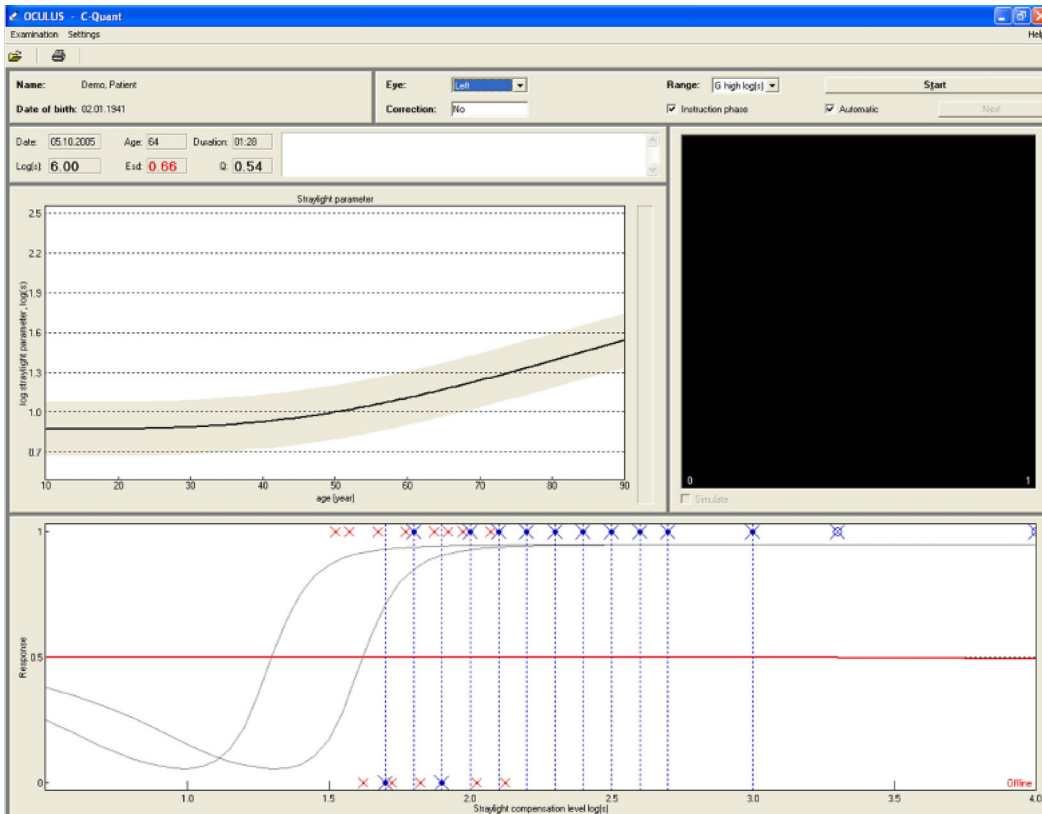 OCULUS - C-Quant
Examination Settings Help
Name: Demo, Patient
Date of birth: 02.01.1941
Eye: Left
Correction: No
Range: G high log(s)
Start
Instruction phase
Automatic
Next
Date: 05.10.2005 Age: 64 Duration: 01:28
Log(s): 6.00 Esd: 0.66 Q: 0.54
Straylight parameter
log straylight parameter, log(s)
2.5
2.2
1.9
1.6
1.3
1.0
0.7
10 20 30 40 50 60 70 80 90
age (year)
0 1
Simulate
Response
1
0.5
0
Offline
1.0 1.5 2.0 2.5 3.0 3.5 4.0
Straylight compensation level log(s)